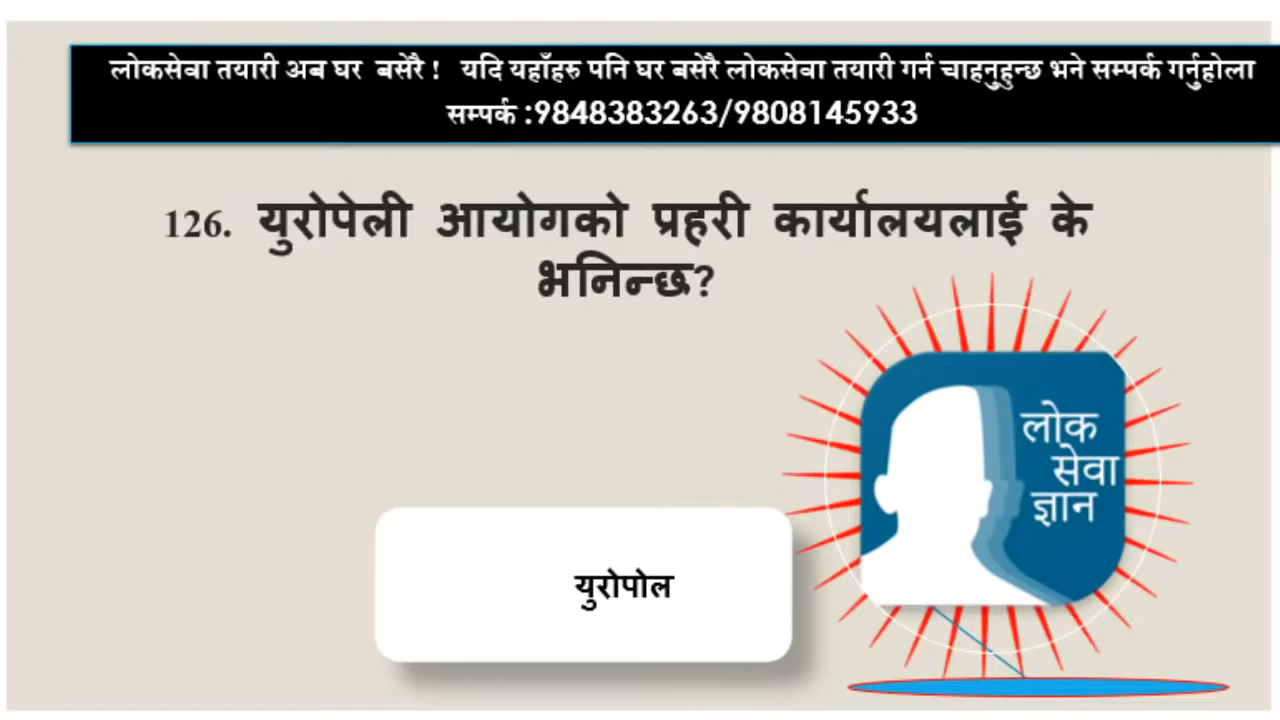 लोकसेवा तयारी अब घर बसेरै ! यदि यहाँहरु पनि घर बसेरै लोकसेवा तयारी गर्न चाहनुहुन्छ भने सम्पर्क गर्नुहोला
सम्पर्क :9848383263/9808145933
126. युरोपेली आयोगको प्रहरी कार्यालयलाई के
भनिन्छ?
लोक
सेवा
ज्ञान
युरोपोल